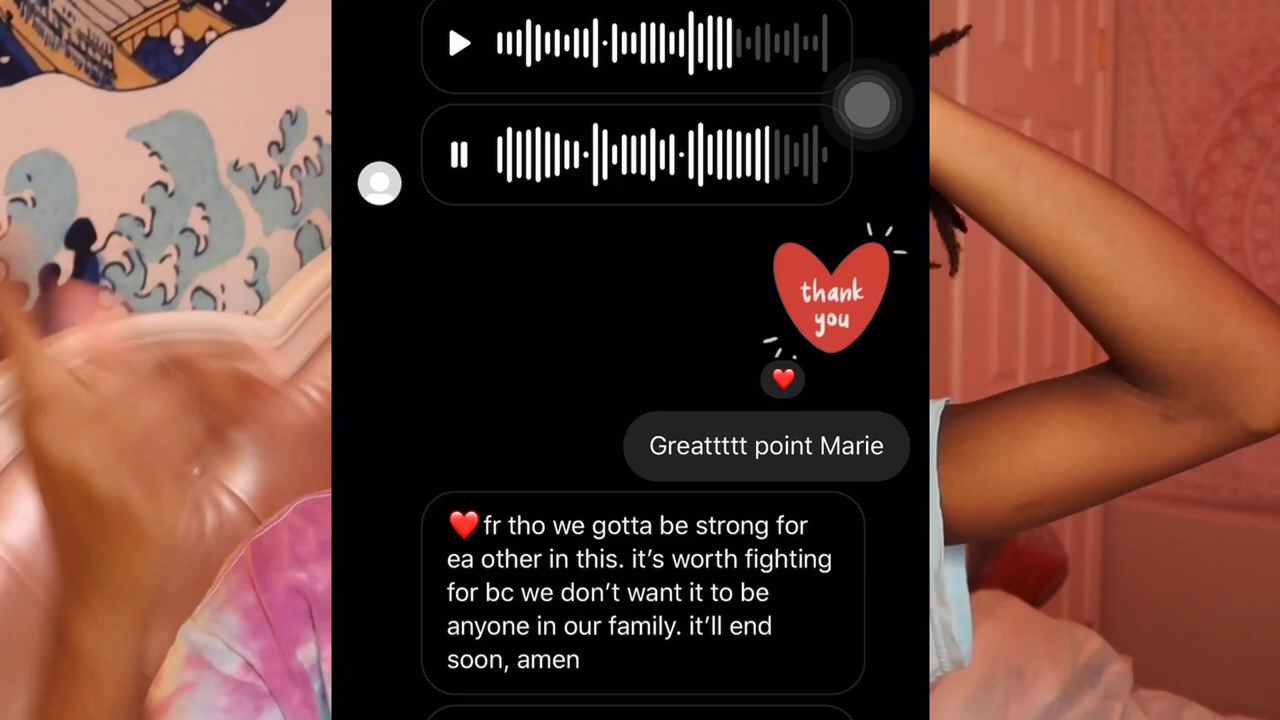 thank
you
Greattttt point Marie
❤️fr tho we gotta be strong for
ea other in this. it’s worth fighting
for bc we don’t want it to be
anyone in our family. it’ll end
soon, amen